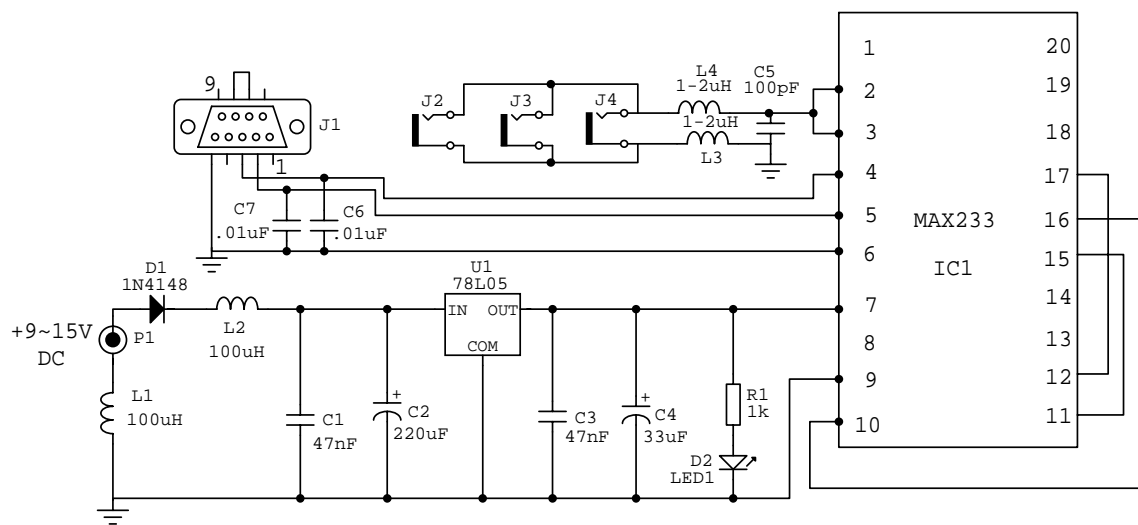 9
J1
1
J2
J3
J4
L4
1-2uH
C5
100pF
1-2uH
L3
C7
.01uF
C6
.01uF
D1
1N4148
L2
100uH
+9~15V
DC
P1
L1
100uH
C1
47nF
C2
220uF
U1
78L05
IN OUT
COM
C3
47nF
C4
33uF
R1
1k
D2
LED1
MAX233
IC1
1
2
3
4
5
6
7
8
9
10
20
19
18
17
16
15
14
13
12
11
+
+